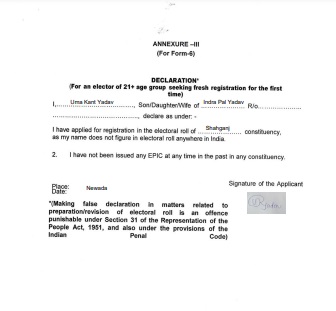 ANNEXURE –III
(For Form-6)
DECLARATION*
(For an elector of 21+ age group seeking fresh registration for the first
time)
I, Uma Kant Yadav, Son/Daughter/Wife of Indra Pal Yadav R/o
, declare as under: -
I have applied for registration in the electoral roll of Shahganj constituency,
as my name does not figure in electoral roll anywhere in India.
2. I have not been issued any EPIC at any time in the past in any constituency.
Place: Newada
Date:
Signature of the Applicant
*(Making false declaration in matters related to
preparation/revision of electoral roll is an offence
punishable under Section 31 of the Representation of the
People Act, 1951, and also under the provisions of the
Indian Penal Code)